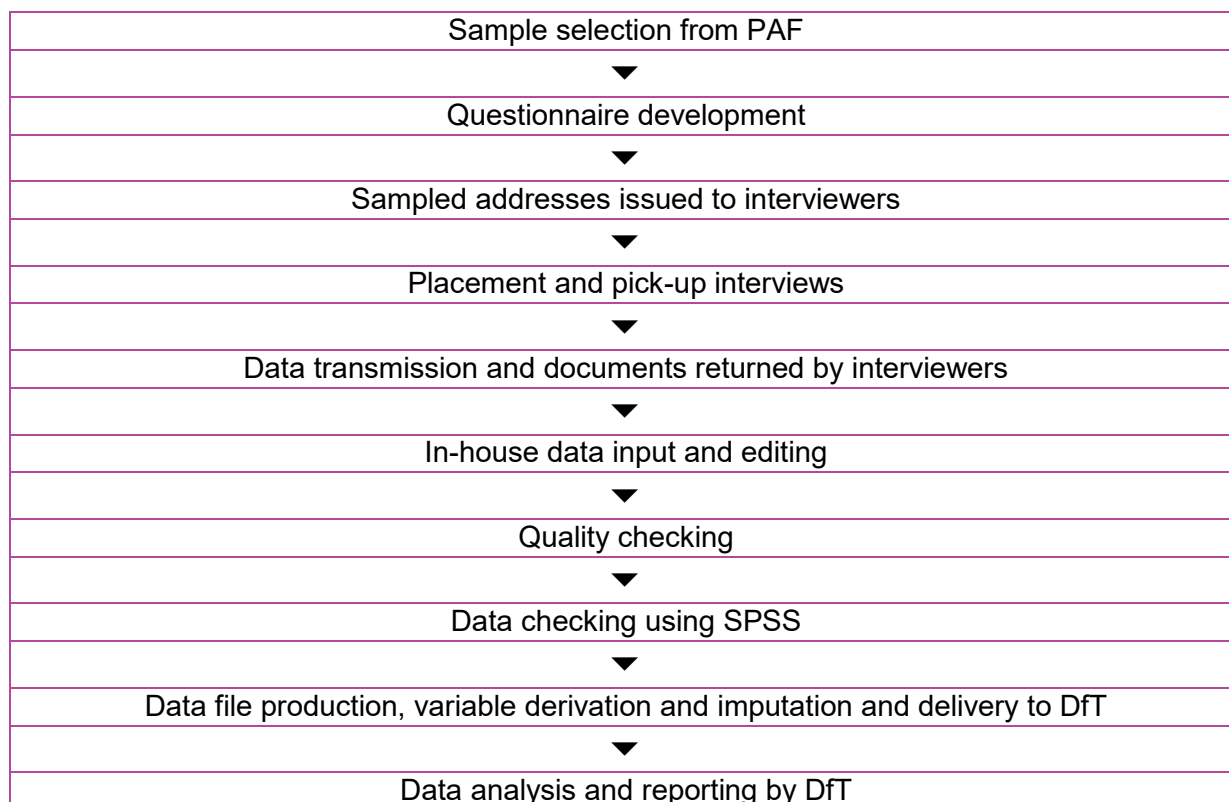 Sample selection from PAF
Questionnaire development
Sampled addresses issued to interviewers
Placement and pick-up interviews
Data transmission and documents returned by interviewers
In-house data input and editing
Quality checking
Data checking using SPSS
Data file production, variable derivation and imputation and delivery to DfT
Data analysis and reporting by DfT